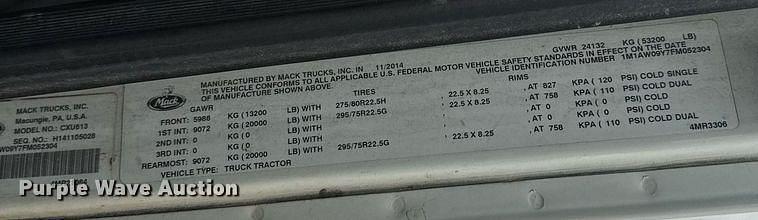 MACK TRUCKS, INC.
Macungie, PA, U.S.A.
MODEL: CXU613
SEQ. NO.: H141105028
AW09Y7FM052304
Mack
MANUFACTURED BY MACK TRUCKS, INC. IN 11/2014
GVWR 24132 KG (53200 LB)
THIS VEHICLE CONFORMS TO ALL APPLICABLE U.S. FEDERAL MOTOR VEHICLE SAFETY STANDARDS IN EFFECT ON THE DATE
OF MANUFACTURE SHOWN ABOVE. VEHICLE IDENTIFICATION NUMBER 1M1AW09Y7FM052304
GAWR TIRES RIMS
FRONT: 5988 KG (13200 LB) WITH 275/80R22.5H 22.5 X 8.25 , AT 827 KPA ( 120 PSI) COLD SINGLE
1ST INT: 9072 KG (20000 LB) WITH 295/75R22.5G 22.5 X 8.25 , AT 758 KPA ( 110 PSI) COLD DUAL
2ND INT: 0 KG ( 0 LB) WITH , AT 0 KPA ( 0 PSI) COLD
3RD INT: 0 KG ( 0 LB) WITH , AT 0 KPA ( 0 PSI) COLD
REARMOST: 9072 KG (20000 LB) WITH 295/75R22.5G 22.5 X 8.25 , AT 758 KPA ( 110 PSI) COLD DUAL
VEHICLE TYPE: TRUCK TRACTOR 4MR3306
Purple Wave Auction